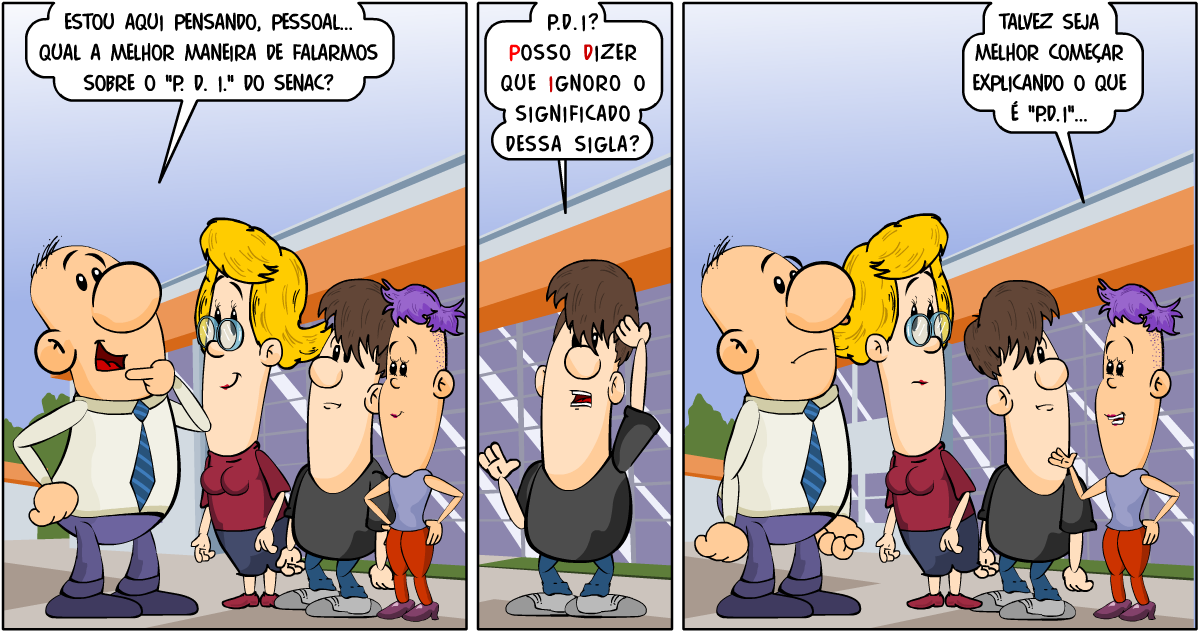 ESTOU AQUI PENSANDO, PESSOAL...
QUAL A MELHOR MANEIRA DE FALARMOS
SOBRE O "P. D. I." DO SENAC?
P.D.I?
POSSO DIZER
QUE IGNORO O
SIGNIFICADO
DESSA SIGLA?
TALVEZ SEJA
MELHOR COMEÇAR
EXPLICANDO O QUE
É "P.D.I"...